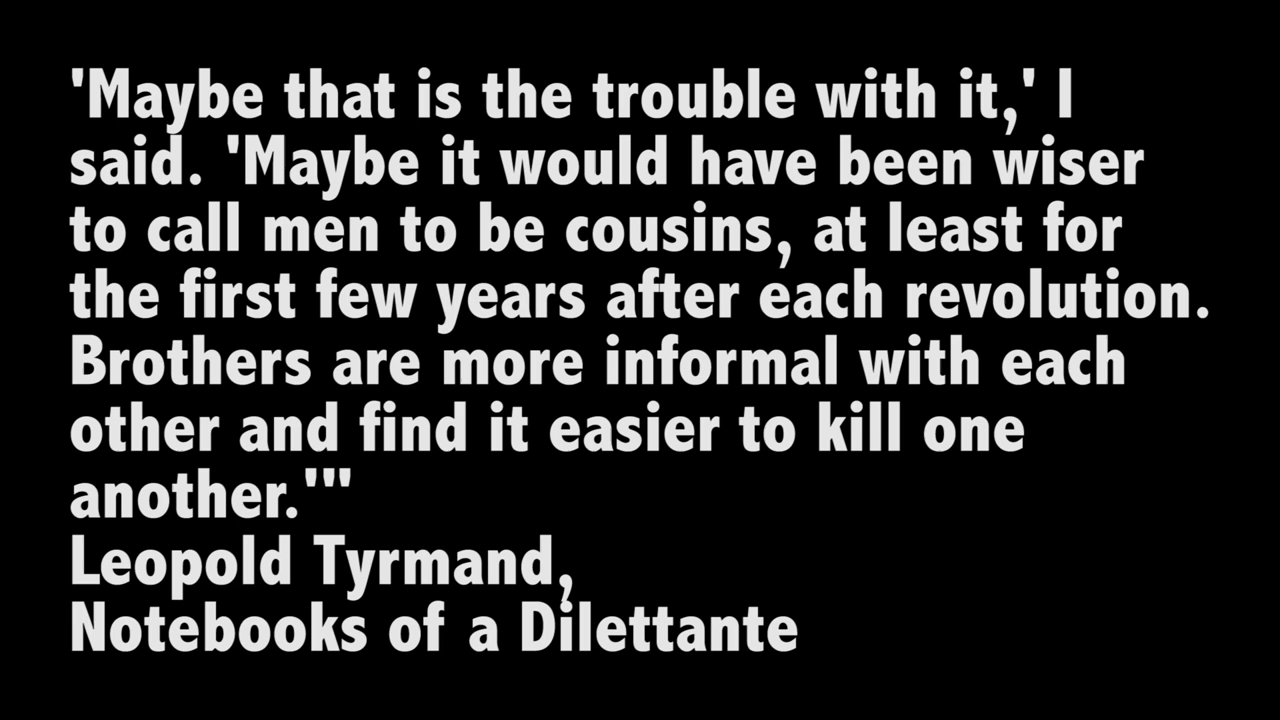 'Maybe that is the trouble with it,' I
said. 'Maybe it would have been wiser
to call men to be cousins, at least for
the first few years after each revolution.
Brothers are more informal with each
other and find it easier to kill one
another.'"
Leopold Tyrmand,
Notebooks of a Dilettante